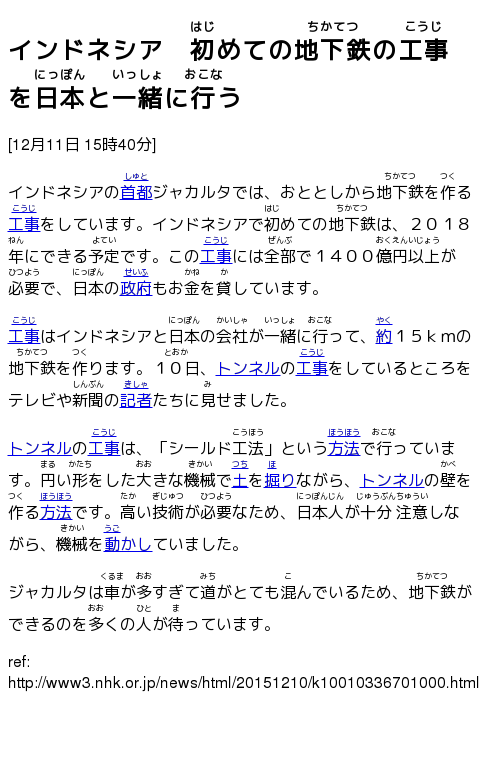 インドネシア　初めての地下鉄の工事
を日本と一緒に行う
[12月11日 15時40分]
インドネシアの首都ジャカルタでは、おととしから地下鉄を作る
工事をしています。インドネシアで初めての地下鉄は、２０１８
年にできる予定です。この工事には全部で１４００億円以上が
必要で、日本の政府もお金を貸しています。
工事はインドネシアと日本の会社が一緒に行って、約１５ｋｍの
地下鉄を作ります。１０日、トンネルの工事をしているところを
テレビや新聞の記者たちに見せました。
トンネルの工事は、「シールド工法」という方法で行っていま
す。円い形をした大きな機械で土を掘りながら、トンネルの壁を
作る方法です。高い技術が必要なため、日本人が十分 注意しな
がら、機械を動かしていました。
ジャカルタは車が多すぎて道がとても混んでいるため、地下鉄が
できるのを多くの人が待っています。
ref:
http://www3.nhk.or.jp/news/html/20151210/k10010336701000.html